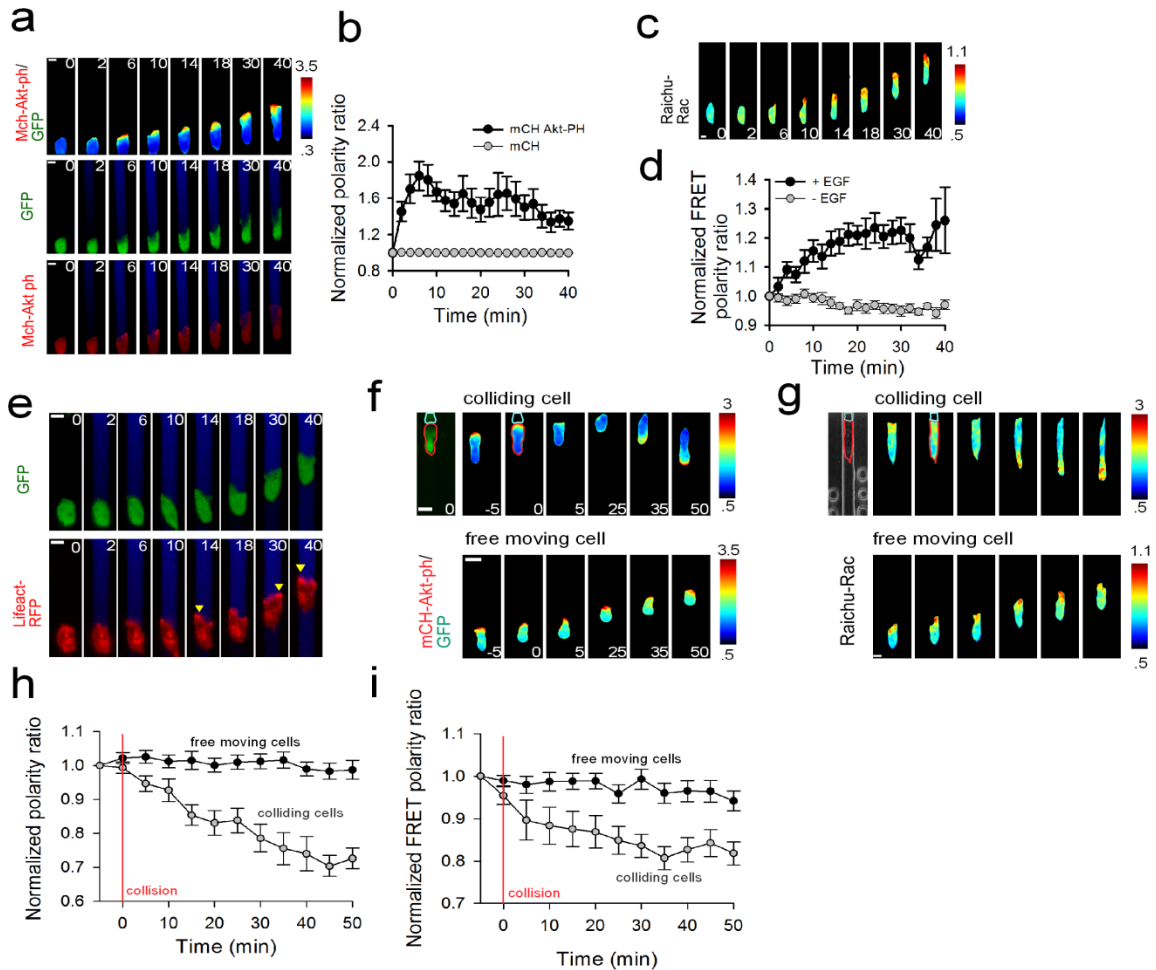 a
Mch-Akt-ph/
GFP
0 2 6 10 14 18 30 40
3.5
.3
GFP
0 2 6 10 14 18 30 40
Mch-Akt ph
0 2 6 10 14 18 30 40
b
Normalized polarity ratio
2.4
2.0
1.6
1.2
0.8
mCH Akt-PH
mCH
0 10 20 30 40
Time (min)
c
Raichu-
Rac
0 2 6 10 14 18 30 40
1.1
.5
d
Normalized FRET
polarity ratio
1.4
1.3
1.2
1.1
1.0
0.9
+ EGF
- EGF
0 10 20 30 40
Time (min)
e
GFP
0 2 6 10 14 18 30 40
Lifeact-
RFP
0 2 6 10 14 18 30 40
f
colliding cell
0 -5 0 5 25 35 50
3
.5
free moving cell
mCH-Akt-ph/
GFP
-5 0 5 25 35 50
3.5
.5
g
colliding cell
3
.5
free moving cell
Raichu-Rac
1.1
.5
h
Normalized polarity ratio
1.1
1.0
0.9
0.8
0.7
0.6
free moving cells
colliding cells
collision
0 10 20 30 40 50
Time (min)
i
Normalized FRET polarity ratio
1.1
1.0
0.9
0.8
0.7
free moving cells
colliding cells
collision
0 10 20 30 40 50
Time (min)